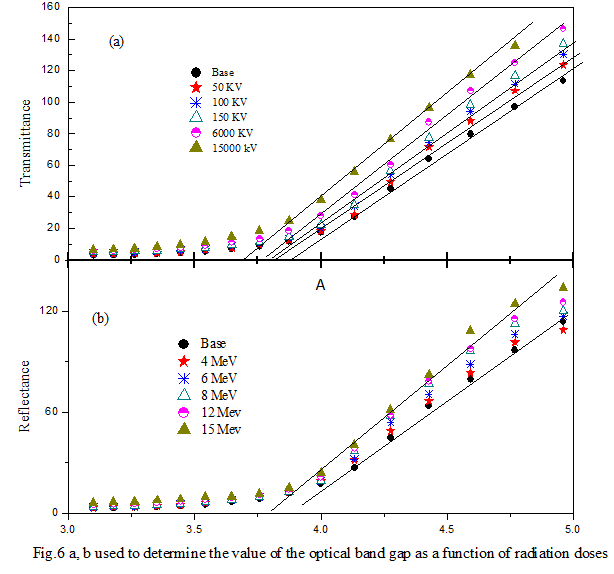 160
140
120
100
80
60
40
20
0
Transmittance
(a)
Base
50 KV
100 KV
150 KV
6000 KV
15000 kV
A
120
60
0
Reflectance
(b)
Base
4 MeV
6 MeV
8 MeV
12 Mev
15 Mev
3.0 3.5 4.0 4.5 5.0
Fig.6 a, b used to determine the value of the optical band gap as a function of radiation doses